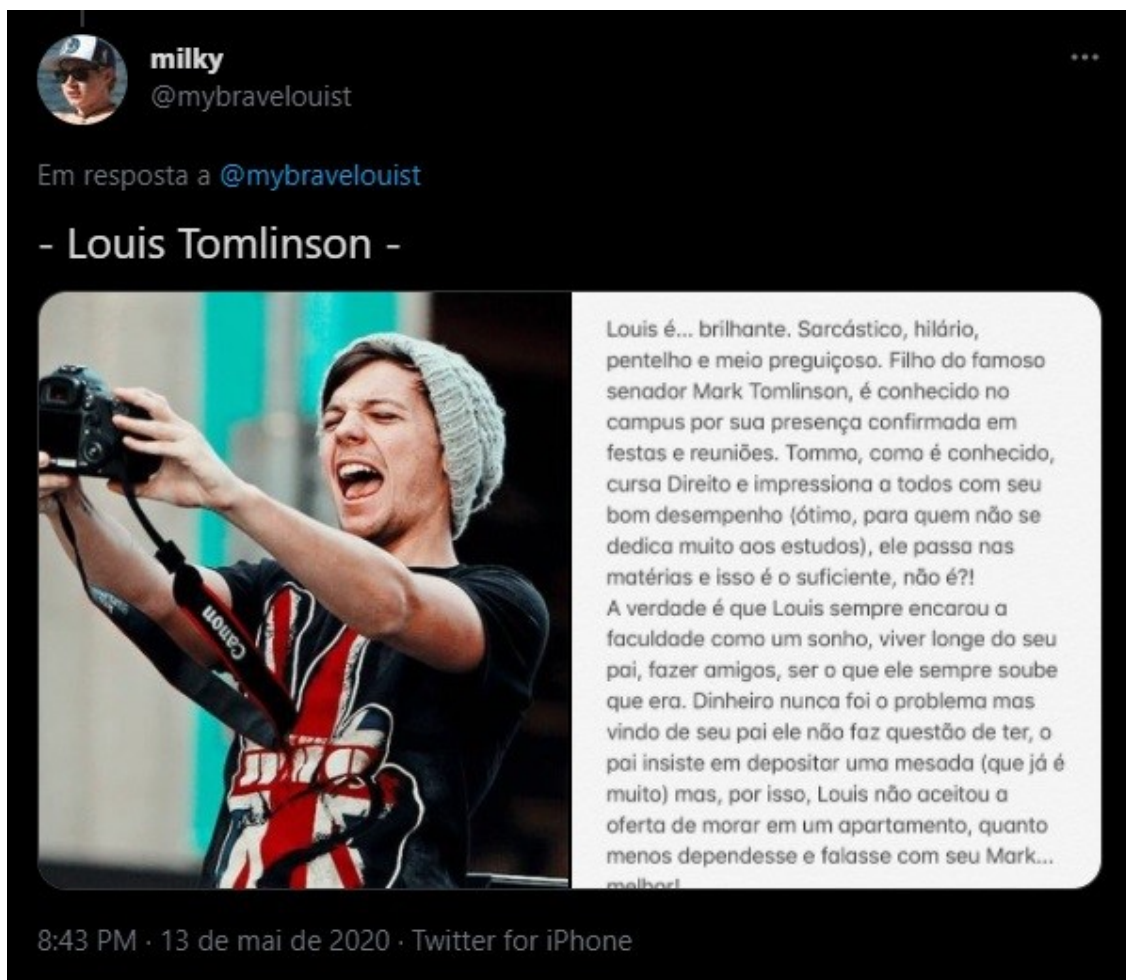 milky
@mybravelouist
Em resposta a @mybravelouist
- Louis Tomlinson -
Canon
Louis é... brilhante. Sarcástico, hilário,
pentelho e meio preguiçoso. Filho do famoso
senador Mark Tomlinson, é conhecido no
campus por sua presença confirmada em
festas e reuniões. Tommo, como é conhecido,
cursa Direito e impressiona a todos com seu
bom desempenho (ótimo, para quem não se
dedica muito aos estudos), ele passa nas
matérias e isso é o suficiente, não é?!
A verdade é que Louis sempre encarou a
faculdade como um sonho, viver longe do seu
pai, fazer amigos, ser o que ele sempre soube
que era. Dinheiro nunca foi o problema mas
vindo de seu pai ele não faz questão de ter, o
pai insiste em depositar uma mesada (que já é
muito) mas, por isso, Louis não aceitou a
oferta de morar em um apartamento, quanto
menos dependesse e falasse com seu Mark...
melhor!
8:43 PM · 13 de mai de 2020 · Twitter for iPhone